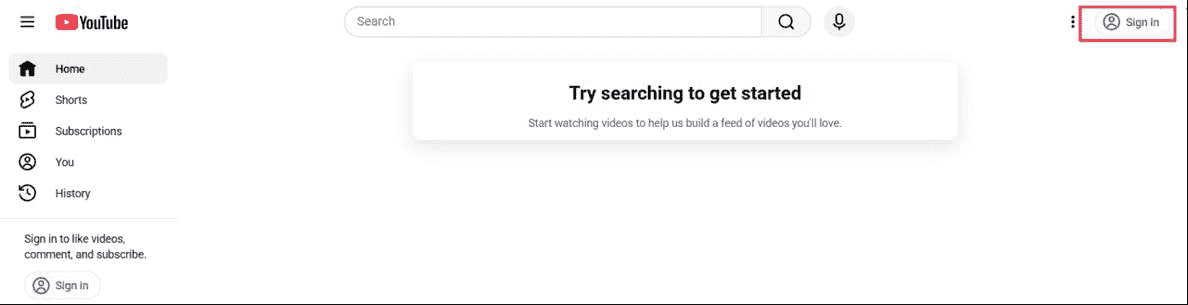 YouTube
Search
Sign in
Home
Shorts
Subscriptions
You
History
Sign in to like videos,
comment, and subscribe.
Sign in
Try searching to get started
Start watching videos to help us build a feed of videos you'll love.